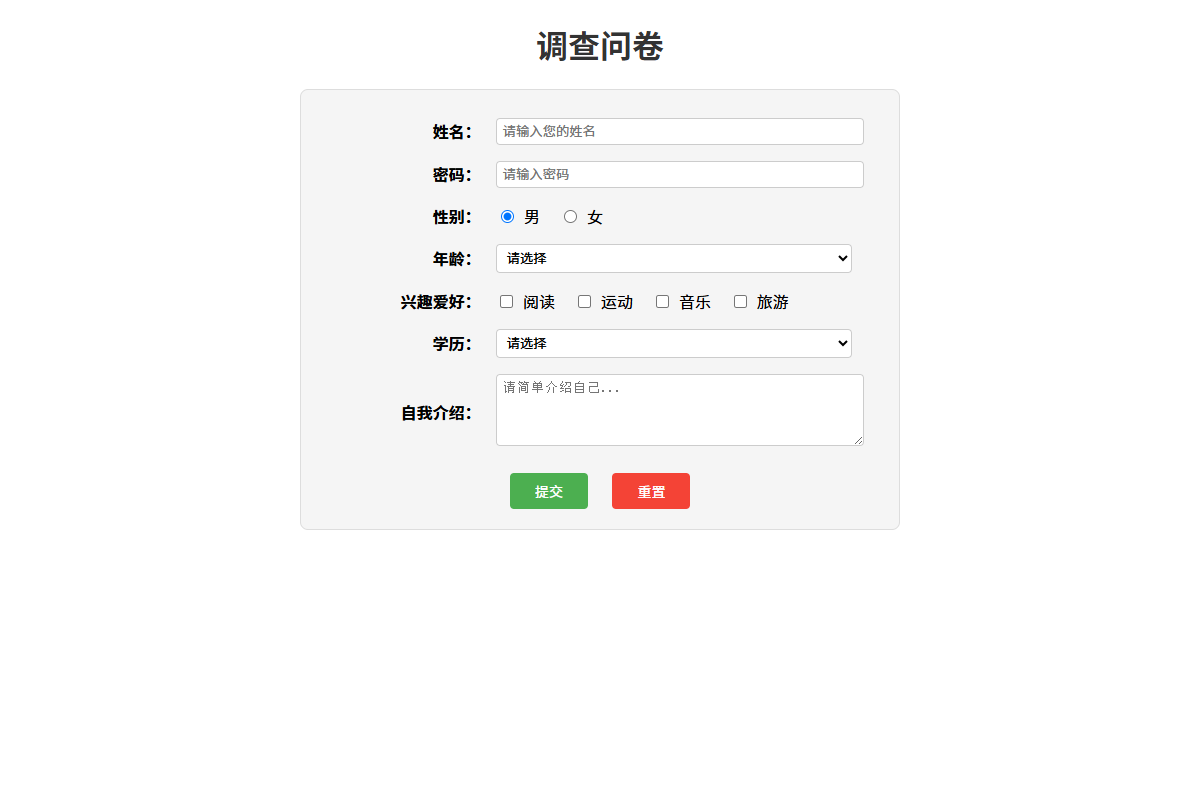 调查问卷
姓名： 请输入您的姓名
密码： 请输入密码
性别： 男 女
年龄： 请选择
兴趣爱好： 阅读 运动 音乐 旅游
学历： 请选择
自我介绍： 请简单介绍自己...
提交 重置